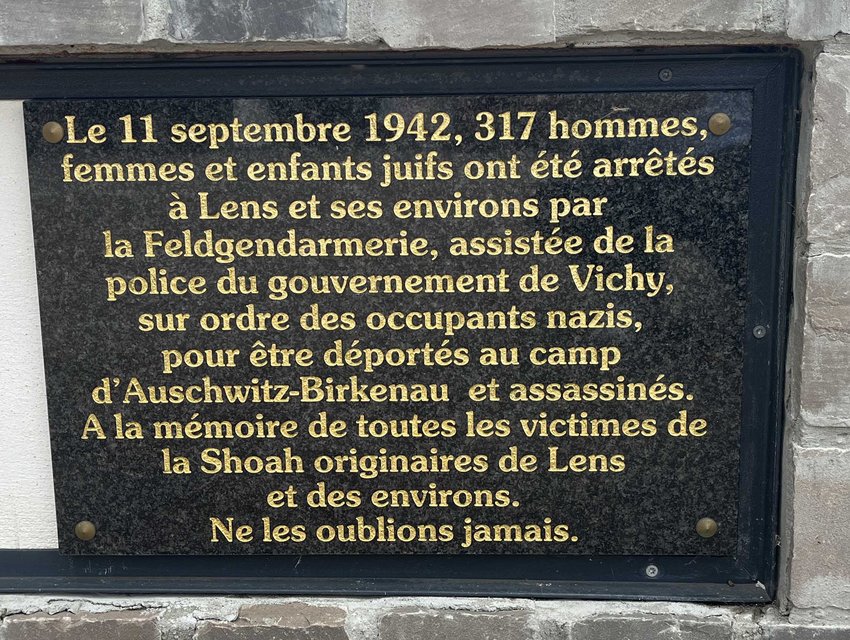 Le 11 septembre 1942, 317 hommes,
femmes et enfants juifs ont été arrêtés
à Lens et ses environs par
la Feldgendarmerie, assistée de la
police du gouvernement de Vichy,
sur ordre des occupants nazis,
pour être déportés au camp
d'Auschwitz-Birkenau et assassinés.
A la mémoire de toutes les victimes de
la Shoah originaires de Lens
et des environs.
Ne les oublions jamais.